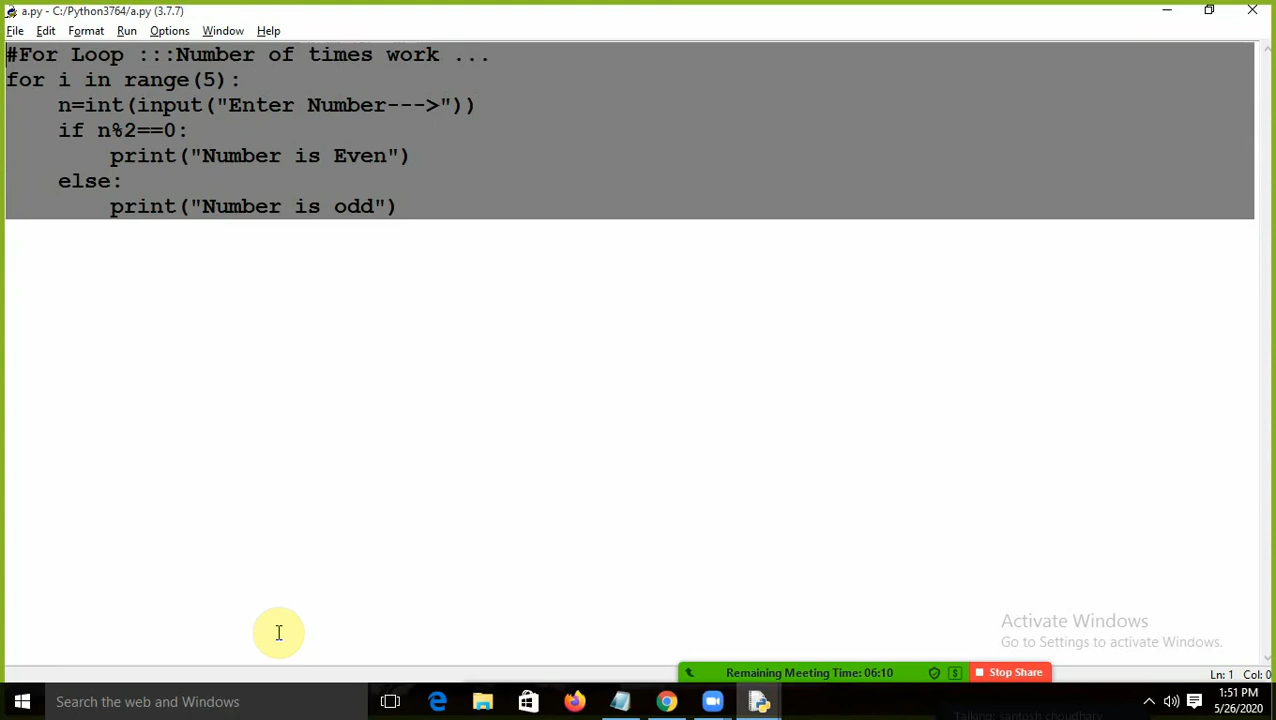 a.py - C:/Python3764/a.py (3.7.7)
File Edit Format Run Options Window Help
#For Loop :::Number of times work ...
for i in range(5):
    n=int(input("Enter Number--->"))
    if n%2==0:
        print("Number is Even")
    else:
        print("Number is odd")
Activate Windows
Go to Settings to activate Windows.
Remaining Meeting Time: 06:10 Stop Share
Ln: 1 Col: 0
Search the web and Windows
1:51 PM
5/26/2020
Talking: santosh choudhary